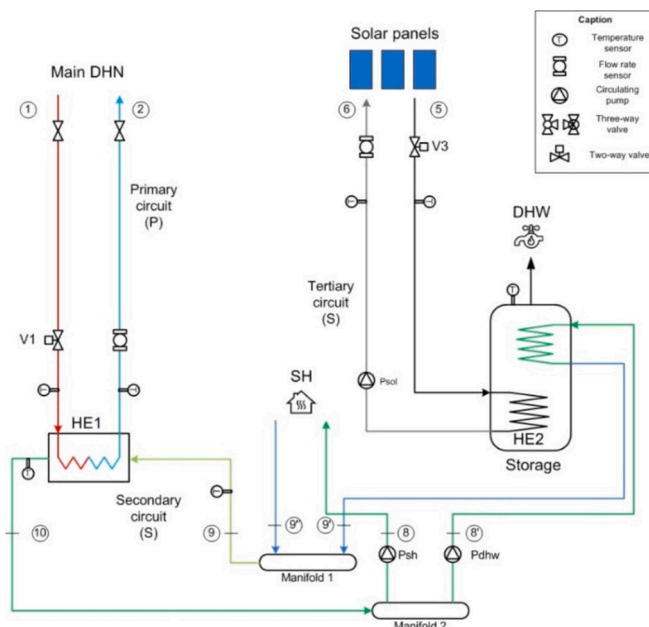 Solar panels
Caption
T
Temperature
sensor
Flow rate
sensor
Circulating
pump
Three-way
valve
Two-way valve
Main DHN
1
2
6
5
V3
Primary
circuit
(P)
DHW
T
Tertiary
circuit
(S)
V1
Psol
SH
HE1
HE2
Storage
T
Secondary
circuit
(S)
10
9
9''
9'
8
8'
Psh
Pdhw
Manifold 1
Manifold 2